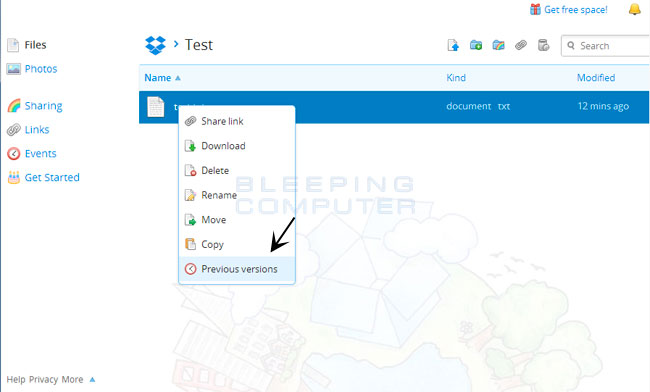 Get free space!
Files
Photos
Sharing
Links
Events
Get Started
Test
Search
Name Kind Modified
document txt 12 mins ago
Share link
Download
Delete
Rename
Move
Copy
Previous versions
BLEEPING
COMPUTER
Help Privacy More